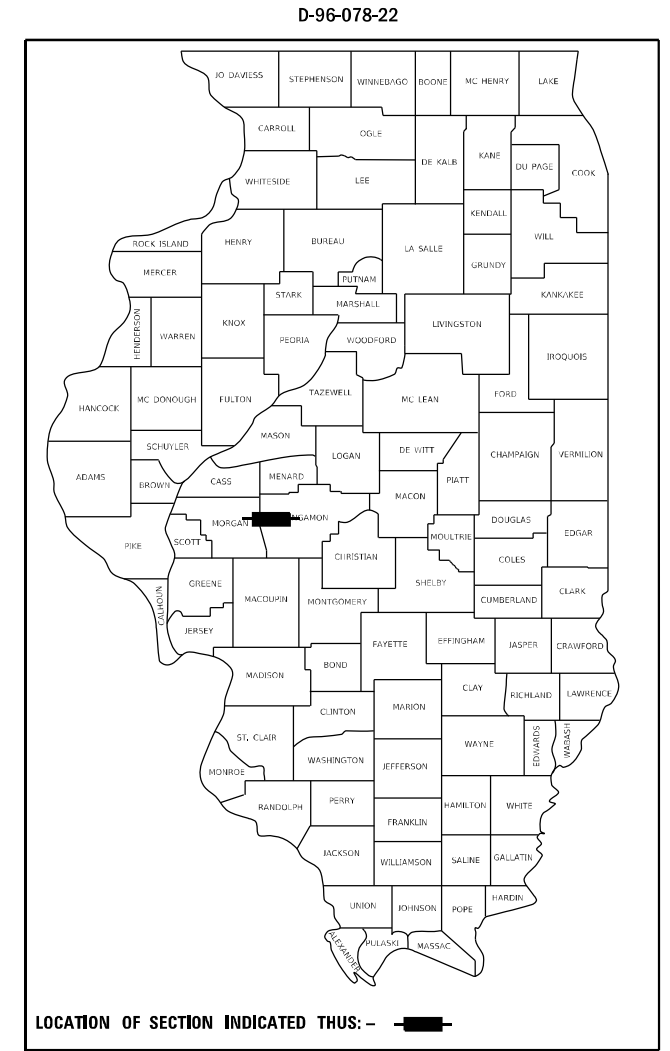 D-96-078-22
JO DAVIESS STEPHENSON WINNEBAGO BOONE MC HENRY LAKE
CARROLL OGLE
DE KALB KANE DU PAGE COOK
WHITESIDE LEE
KENDALL
ROCK ISLAND HENRY BUREAU LA SALLE WILL
MERCER PUTNAM GRUNDY
STARK MARSHALL KANKAKEE
HENDERSON WARREN KNOX PEORIA WOODFORD LIVINGSTON
IROQUOIS
HANCOCK MC DONOUGH FULTON TAZEWELL MC LEAN FORD
MASON
SCHUYLER LOGAN DE WITT CHAMPAIGN VERMILION
ADAMS BROWN CASS MENARD PIATT
MACON
MORGAN NGAMON DOUGLAS
PIKE SCOTT CHRISTIAN MOULTRIE COLES EDGAR
GREENE SHELBY
CALHOUN MACOUPIN MONTGOMERY CUMBERLAND CLARK
JERSEY FAYETTE EFFINGHAM JASPER CRAWFORD
BOND
MADISON CLAY RICHLAND LAWRENCE
CLINTON MARION
ST. CLAIR WAYNE EDWARDS WABASH
MONROE WASHINGTON JEFFERSON
RANDOLPH PERRY HAMILTON WHITE
FRANKLIN
JACKSON WILLIAMSON SALINE GALLATIN
UNION JOHNSON POPE HARDIN
ALEXANDER PULASKI MASSAC
LOCATION OF SECTION INDICATED THUS: –